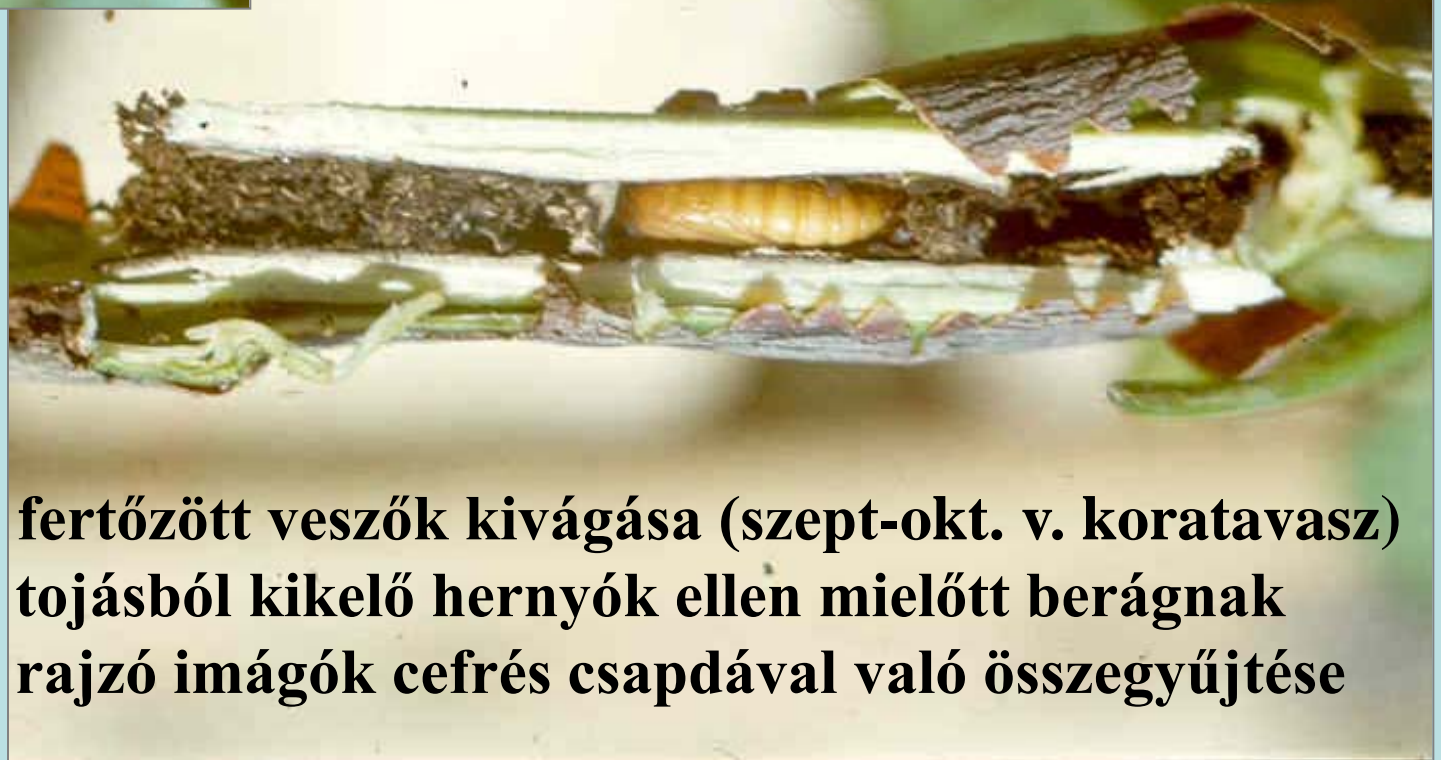 fertőzött veszők kivágása (szept-okt. v. koratavasz)
tojásból kikelő hernyók ellen mielőtt berágnak
rajzó imágók cefrés csapdával való összegyűjtése